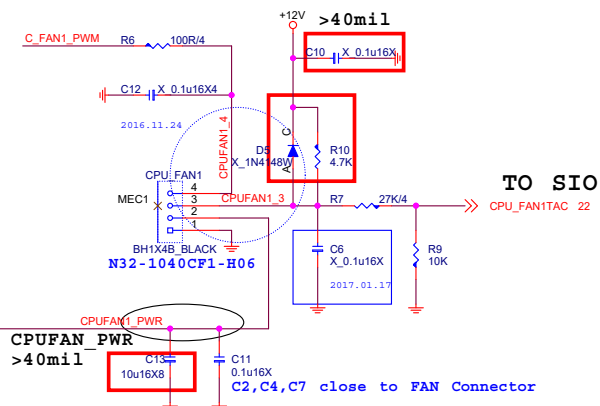 +12V
>40mil
C_FAN1_PWM
R6
100R/4
C10
X_0.1u16X
C12
X_0.1u16X4
2016.11.24
CPUFAN1_4
D5
X_1N4148W
C
A
R10
4.7K
CPU_FAN1
MEC1
4
3
2
1
CPUFAN1_3
R7
27K/4
TO SIO
CPU_FAN1TAC 22
BH1X4B_BLACK
N32-1040CF1-H06
C6
X_0.1u16X
2017.01.17
R9
10K
CPUFAN1_PWR
CPUFAN_PWR
>40mil
C13
10u16X8
C11
0.1u16X
C2,C4,C7 close to FAN Connector